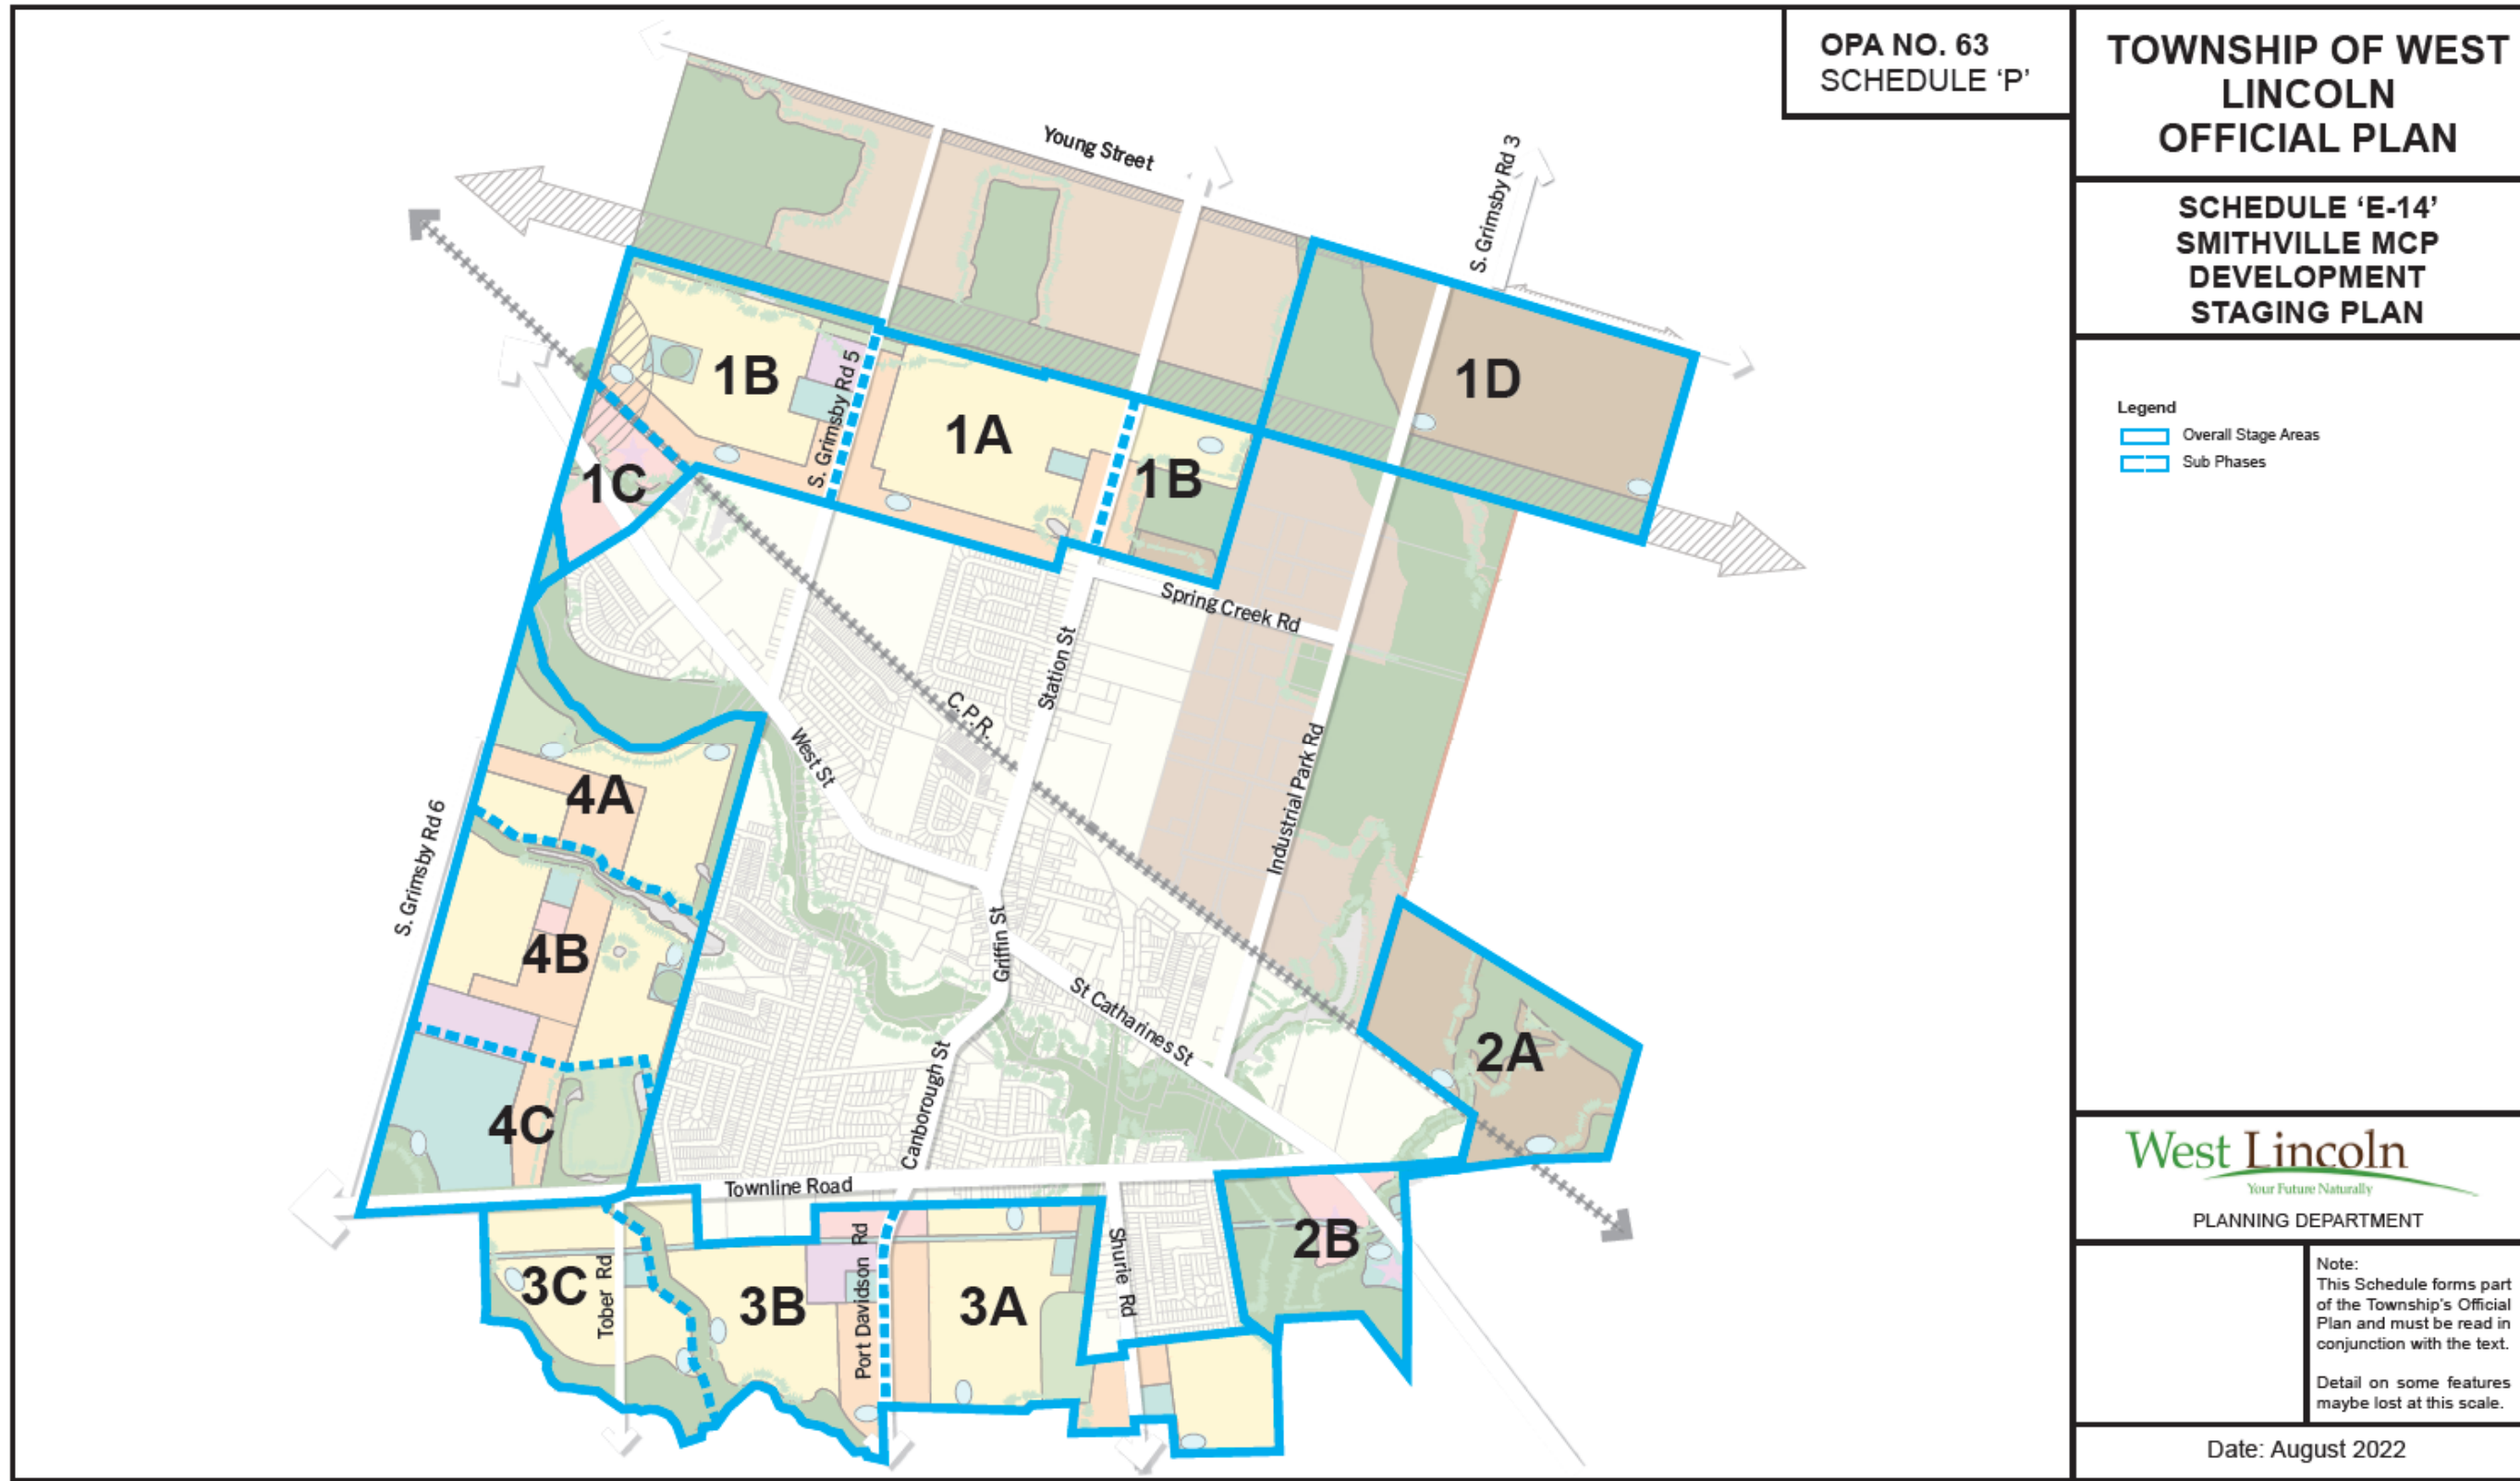 OPA NO. 63
SCHEDULE ‘P’
TOWNSHIP OF WEST
LINCOLN
OFFICIAL PLAN
SCHEDULE ‘E-14’
SMITHVILLE MCP
DEVELOPMENT
STAGING PLAN
Legend
Overall Stage Areas
Sub Phases
Young Street
S. Grimsby Rd 3
1B
S. Grimsby Rd 5
1A
1B
1D
1C
Spring Creek Rd
Station St
C.P.R.
West St
Industrial Park Rd
4A
S. Grimsby Rd 6
4B
Griffin St
St Catharines St
2A
4C
Canborough St
Townline Road
2B
3C
Tober Rd
3B
Port Davidson Rd
3A
Shurie Rd
West Lincoln
Your Future Naturally
PLANNING DEPARTMENT
Note:
This Schedule forms part
of the Township's Official
Plan and must be read in
conjunction with the text.
Detail on some features
maybe lost at this scale.
Date: August 2022